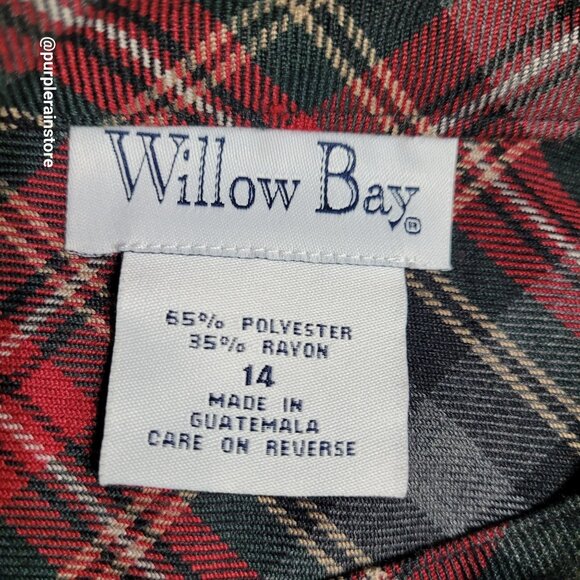 @purplerainstore
Willow Bay®
65% POLYESTER
35% RAYON
14
MADE IN
GUATEMALA
CARE ON REVERSE